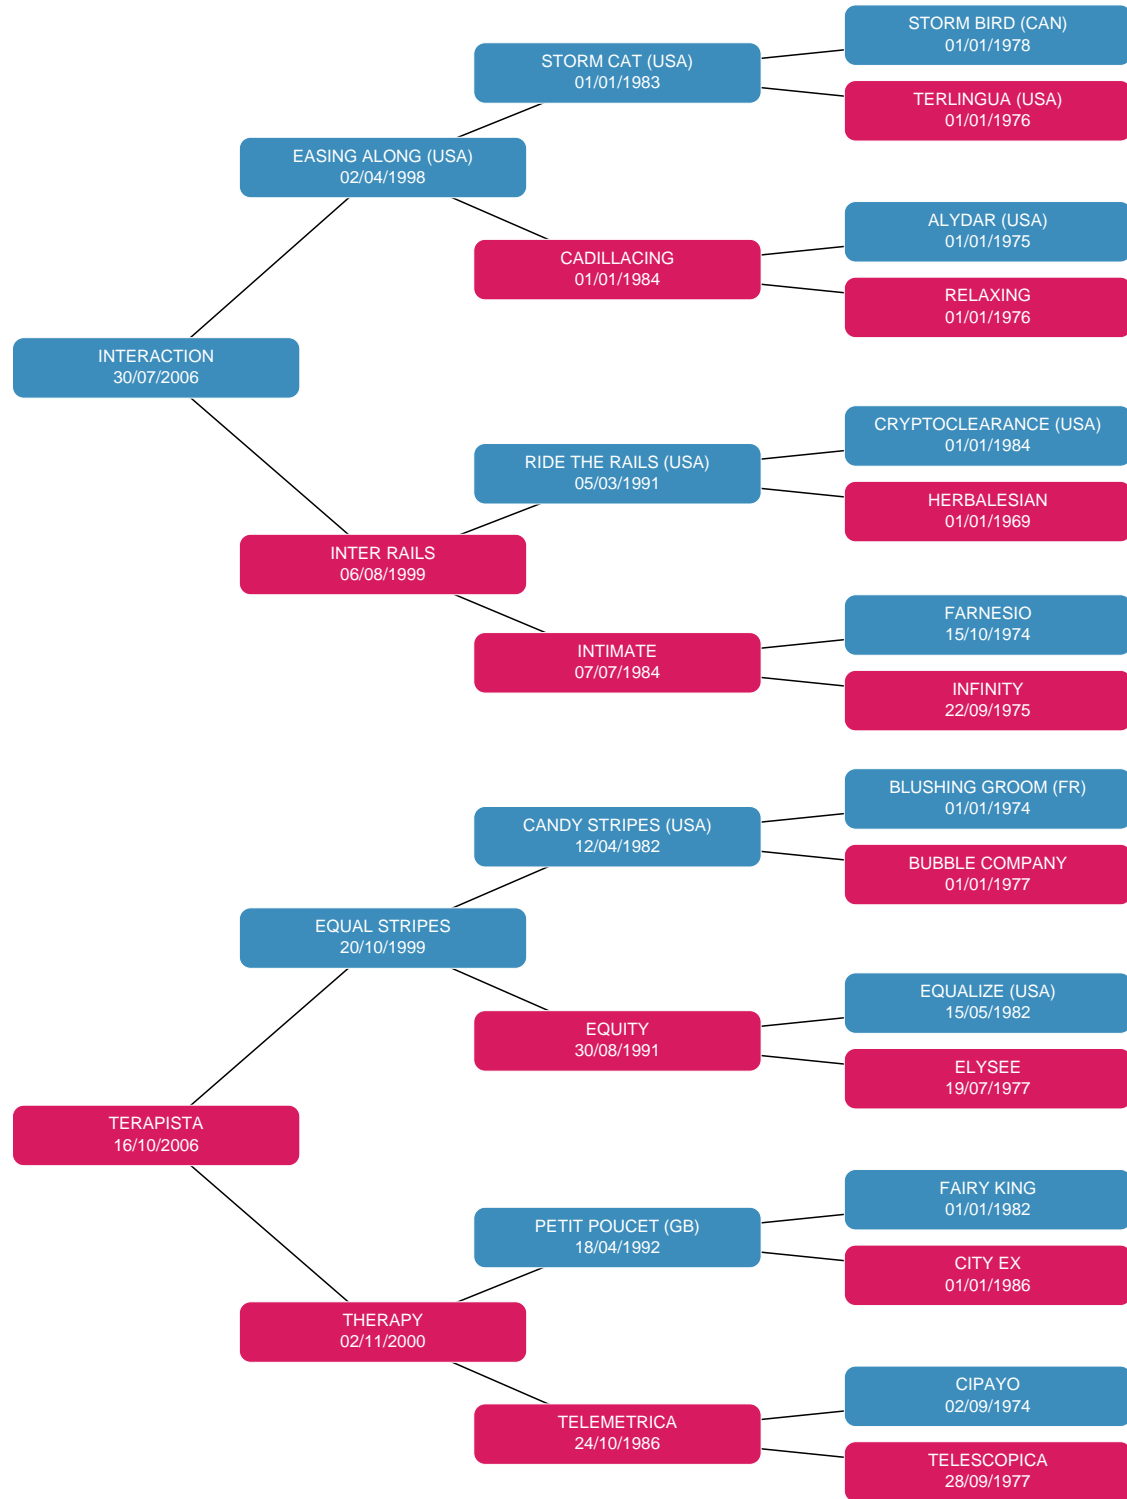 STORM BIRD (CAN)
01/01/1978
STORM CAT (USA)
01/01/1983
TERLINGUA (USA)
01/01/1976
EASING ALONG (USA)
02/04/1998
ALYDAR (USA)
01/01/1975
CADILLACING
01/01/1984
RELAXING
01/01/1976
INTERACTION
30/07/2006
CRYPTOCLEARANCE (USA)
01/01/1984
RIDE THE RAILS (USA)
05/03/1991
HERBALESIAN
01/01/1969
INTER RAILS
06/08/1999
FARNESIO
15/10/1974
INTIMATE
07/07/1984
INFINITY
22/09/1975
BLUSHING GROOM (FR)
01/01/1974
CANDY STRIPES (USA)
12/04/1982
BUBBLE COMPANY
01/01/1977
EQUAL STRIPES
20/10/1999
EQUALIZE (USA)
15/05/1982
EQUITY
30/08/1991
ELYSEE
19/07/1977
TERAPISTA
16/10/2006
FAIRY KING
01/01/1982
PETIT POUCET (GB)
18/04/1992
CITY EX
01/01/1986
THERAPY
02/11/2000
CIPAYO
02/09/1974
TELEMETRICA
24/10/1986
TELESCOPICA
28/09/1977